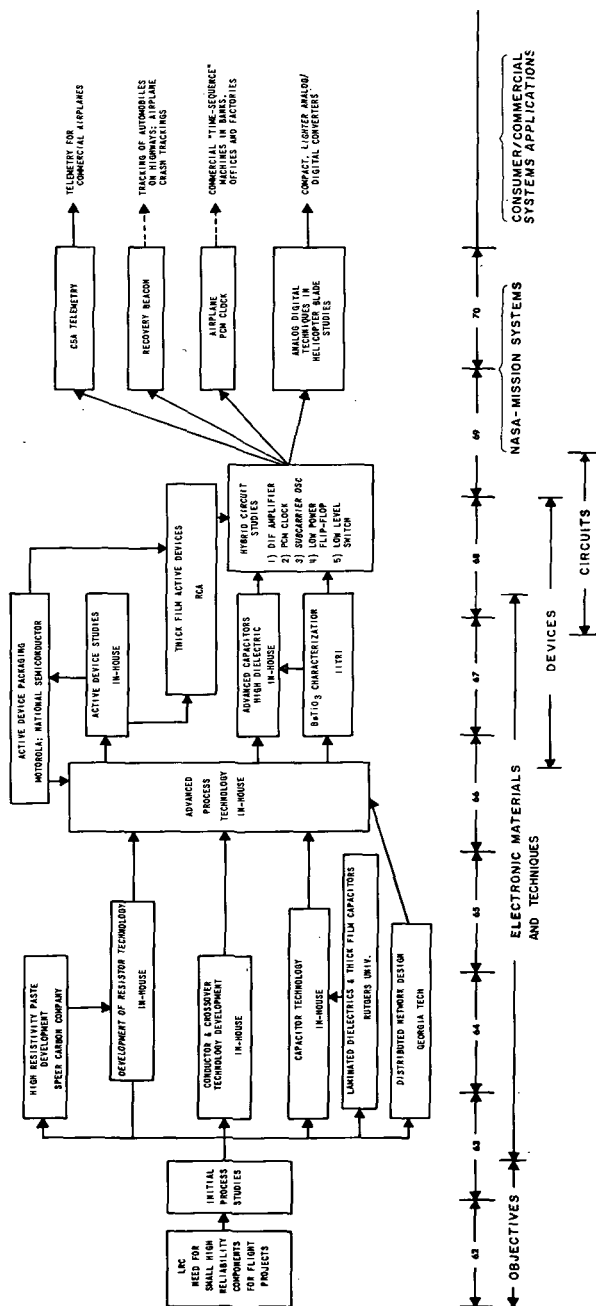 LRC
NEED FOR
SMALL HIGH
RELIABILITY
COMPONENTS
FOR FLIGHT
PROJECTS
INITIAL
PROCESS
STUDIES
HIGH RESISTIVITY PASTE
DEVELOPMENT
SPEER CARBON COMPANY
DEVELOPMENT OF RESISTOR TECHNOLOGY
IN-HOUSE
CONDUCTOR & CROSSOVER
TECHNOLOGY DEVELOPMENT
IN-HOUSE
CAPACITOR TECHNOLOGY
IN-HOUSE
LAMINATED DIELECTRICS & THICK FILM CAPACITORS
RUTGERS UNIV.
DISTRIBUTED NETWORK DESIGN
GEORGIA TECH
ADVANCED
PROCESS
TECHNOLOGY
IN-HOUSE
ACTIVE DEVICE PACKAGING
MOTOROLA; NATIONAL SEMICONDUCTOR
ACTIVE DEVICE STUDIES
IN-HOUSE
THICK FILM ACTIVE DEVICES
RCA
ADVANCED CAPACITORS
HIGH DIELECTRIC
IN-HOUSE
BaTiO3 CHARACTERIZATION
IITRI
HYBRID CIRCUIT
STUDIES
1) DIF AMPLIFIER
2) PCM CLOCK
3) SUBCARRIER OSC
4) LOW POWER
FLIP-FLOP
5) LOW LEVEL
SWITCH
C5A TELEMETRY
RECOVERY BEACON
AIRPLANE
PCM CLOCK
ANALOG DIGITAL
TECHNIQUES IN
HELICOPTER BLADE
STUDIES
TELEMETRY FOR
COMMERCIAL AIRPLANES
TRACKING OF AUTOMOBILES
ON HIGHWAYS; AIRPLANE
CRASH TRACKINGS
COMMERCIAL "TIME-SEQUENCE"
MACHINES IN BANKS,
OFFICES AND FACTORIES
COMPACT, LIGHTER ANALOG/
DIGITAL CONVERTERS
62
63
64
65
66
67
68
69
70
OBJECTIVES
ELECTRONIC MATERIALS
AND TECHNIQUES
DEVICES
CIRCUITS
NASA-MISSION SYSTEMS
CONSUMER/COMMERCIAL
SYSTEMS APPLICATIONS